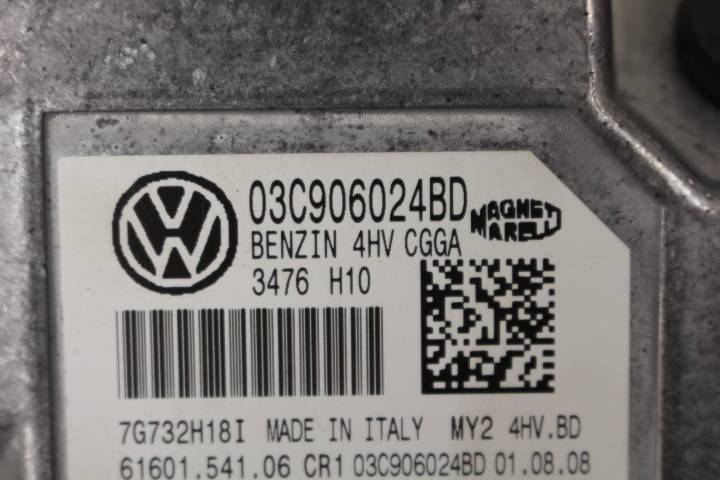 03C906024BD MAGNETI MARELLI
BENZIN 4HV CGGA
3476 H10
7G732H18I MADE IN ITALY MY2 4HV.BD
61601.541.06 CR1 03C906024BD 01.08.08